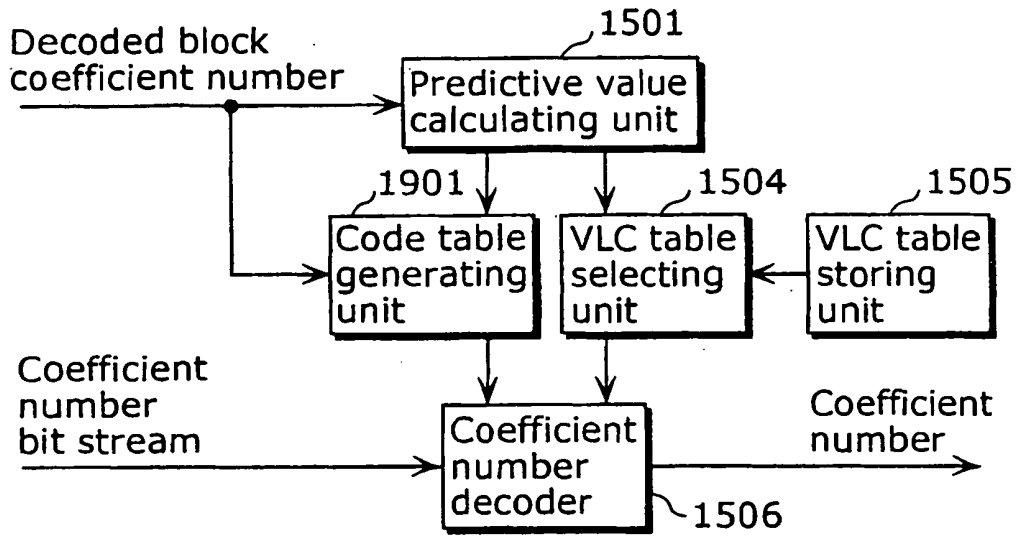 1501
Decoded block
coefficient number
Predictive value
calculating unit
1901
1504
1505
Code table
generating
unit
VLC table
selecting
unit
VLC table
storing
unit
Coefficient
number
bit stream
Coefficient
number
decoder
Coefficient
number
1506